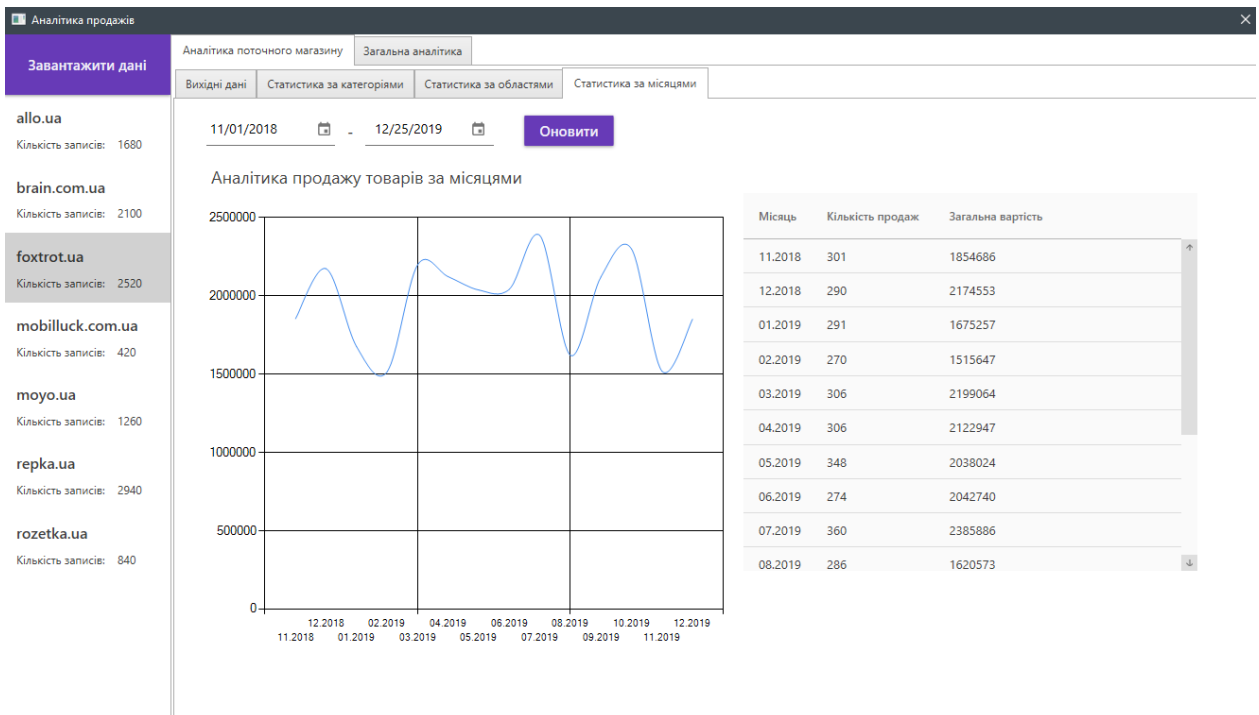 Аналітика продажів
Завантажити дані
allo.ua
Кількість записів: 1680
brain.com.ua
Кількість записів: 2100
foxtrot.ua
Кількість записів: 2520
mobilluck.com.ua
Кількість записів: 420
moyo.ua
Кількість записів: 1260
repka.ua
Кількість записів: 2940
rozetka.ua
Кількість записів: 840
Аналітика поточного магазину Загальна аналітика
Вихідні дані Статистика за категоріями Статистика за областями Статистика за місяцями
11/01/2018 - 12/25/2019 Оновити
Аналітика продажу товарів за місяцями
2500000
2000000
1500000
1000000
500000
0
12.2018 02.2019 04.2019 06.2019 08.2019 10.2019 12.2019
11.2018 01.2019 03.2019 05.2019 07.2019 09.2019 11.2019
Місяць Кількість продаж Загальна вартість
11.2018 301 1854686
12.2018 290 2174553
01.2019 291 1675257
02.2019 270 1515647
03.2019 306 2199064
04.2019 306 2122947
05.2019 348 2038024
06.2019 274 2042740
07.2019 360 2385886
08.2019 286 1620573